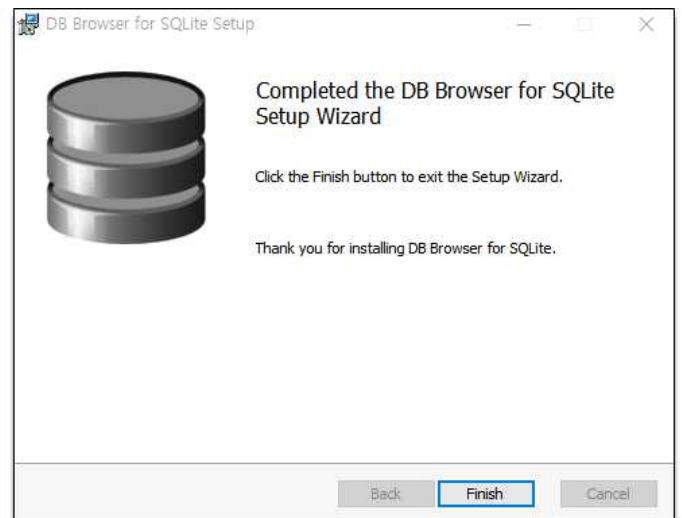 DB Browser for SQLite Setup
Completed the DB Browser for SQLite
Setup Wizard
Click the Finish button to exit the Setup Wizard.
Thank you for installing DB Browser for SQLite.
Back Finish Cancel